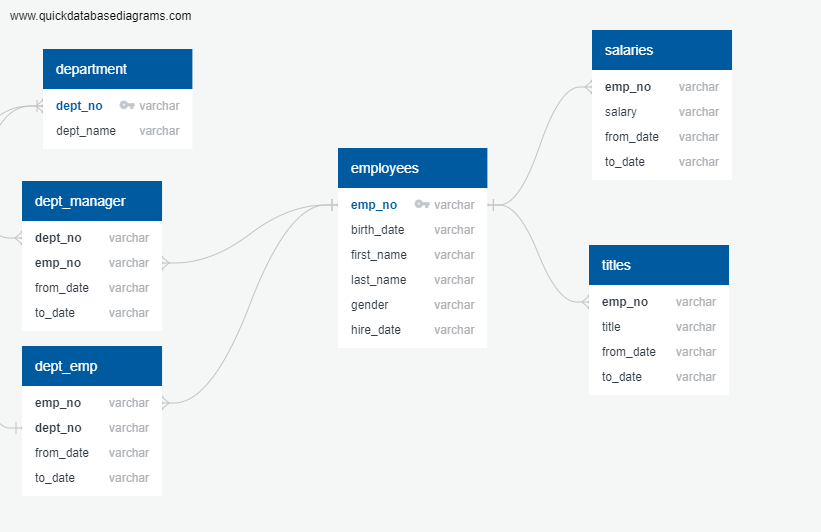 www.quickdatabasediagrams.com
department
dept_no varchar
dept_name varchar
dept_manager
dept_no varchar
emp_no varchar
from_date varchar
to_date varchar
dept_emp
emp_no varchar
dept_no varchar
from_date varchar
to_date varchar
employees
emp_no varchar
birth_date varchar
first_name varchar
last_name varchar
gender varchar
hire_date varchar
salaries
emp_no varchar
salary varchar
from_date varchar
to_date varchar
titles
emp_no varchar
title varchar
from_date varchar
to_date varchar